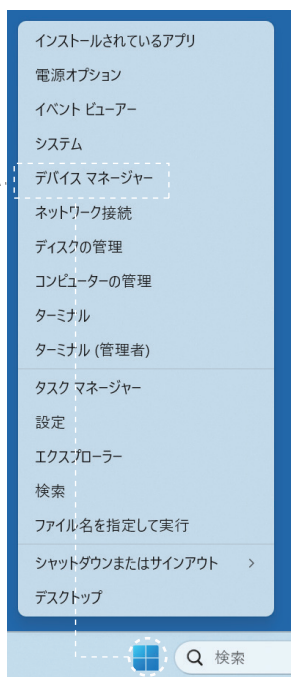 インストールされているアプリ
電源オプション
イベント ビューアー
システム
デバイス マネージャー
ネットワーク接続
ディスクの管理
コンピューターの管理
ターミナル
ターミナル (管理者)
タスク マネージャー
設定
エクスプローラー
検索
ファイル名を指定して実行
シャットダウンまたはサインアウト
デスクトップ
検索